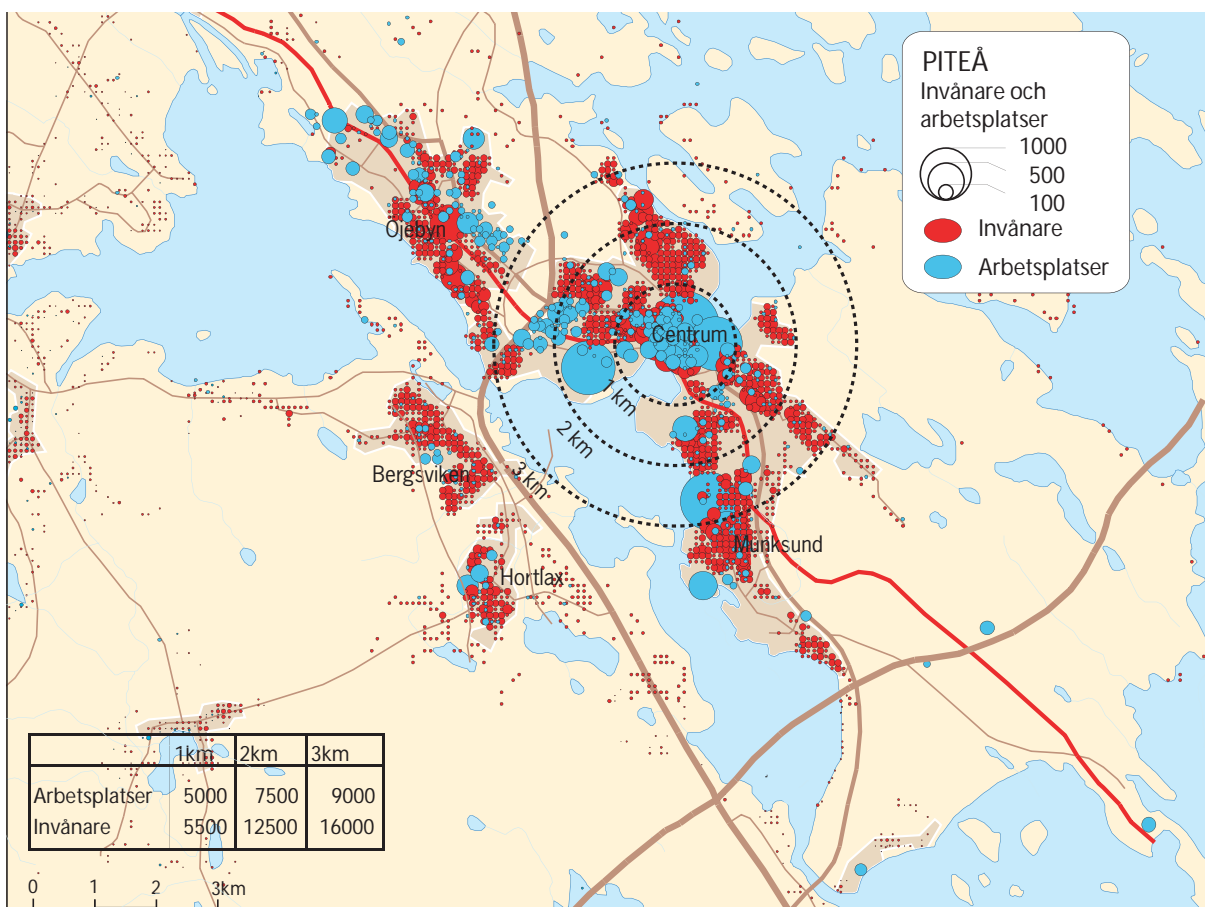 PITEÅ
Invånare och
arbetsplatser
1000
500
100
Invånare
Arbetsplatser
Öjebyn
Centrum
1 km
2 km
3 km
Bergsviken
Munksund
Hortlax
1km 2km 3km
Arbetsplatser 5000 7500 9000
Invånare 5500 12500 16000
0 1 2 3km